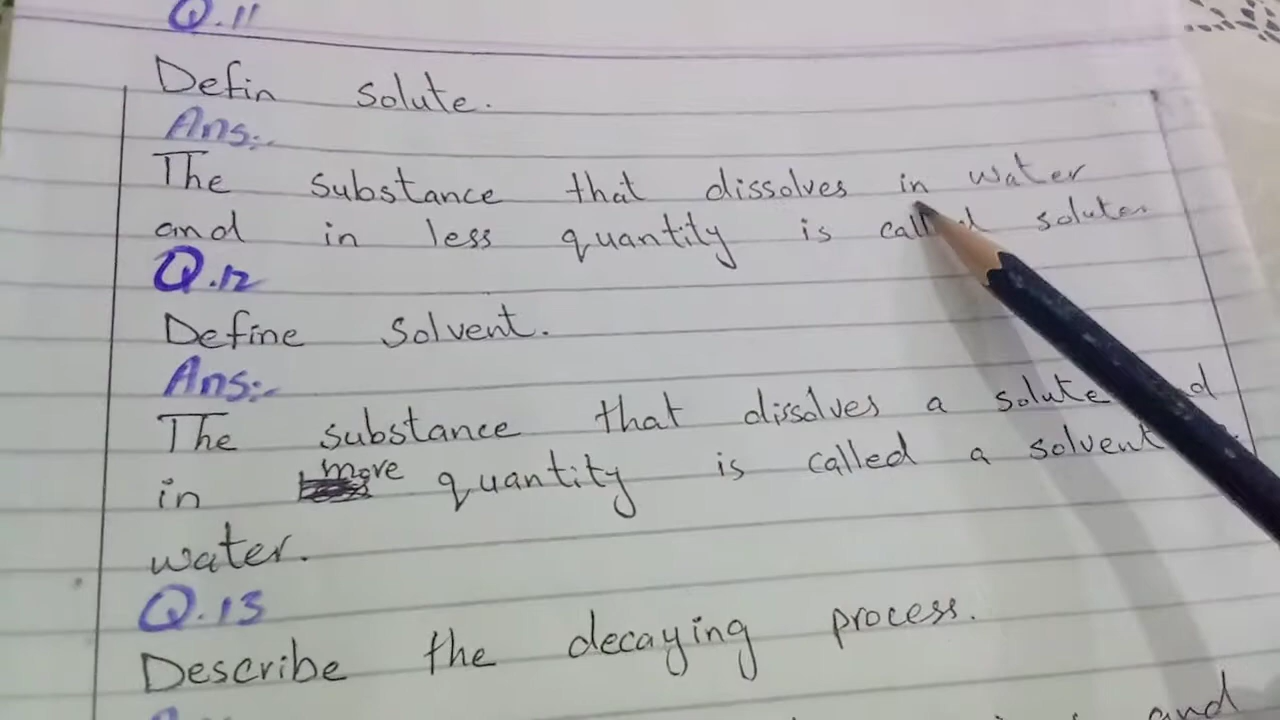 Q.11
Defin solute.
Ans:-
The substance that dissolves in water
and in less quantity is called solute.
Q.12
Define Solvent.
Ans:-
The substance that dissolves a solute
in more quantity is called a solvent
water.
Q.13
Describe the decaying process.
and